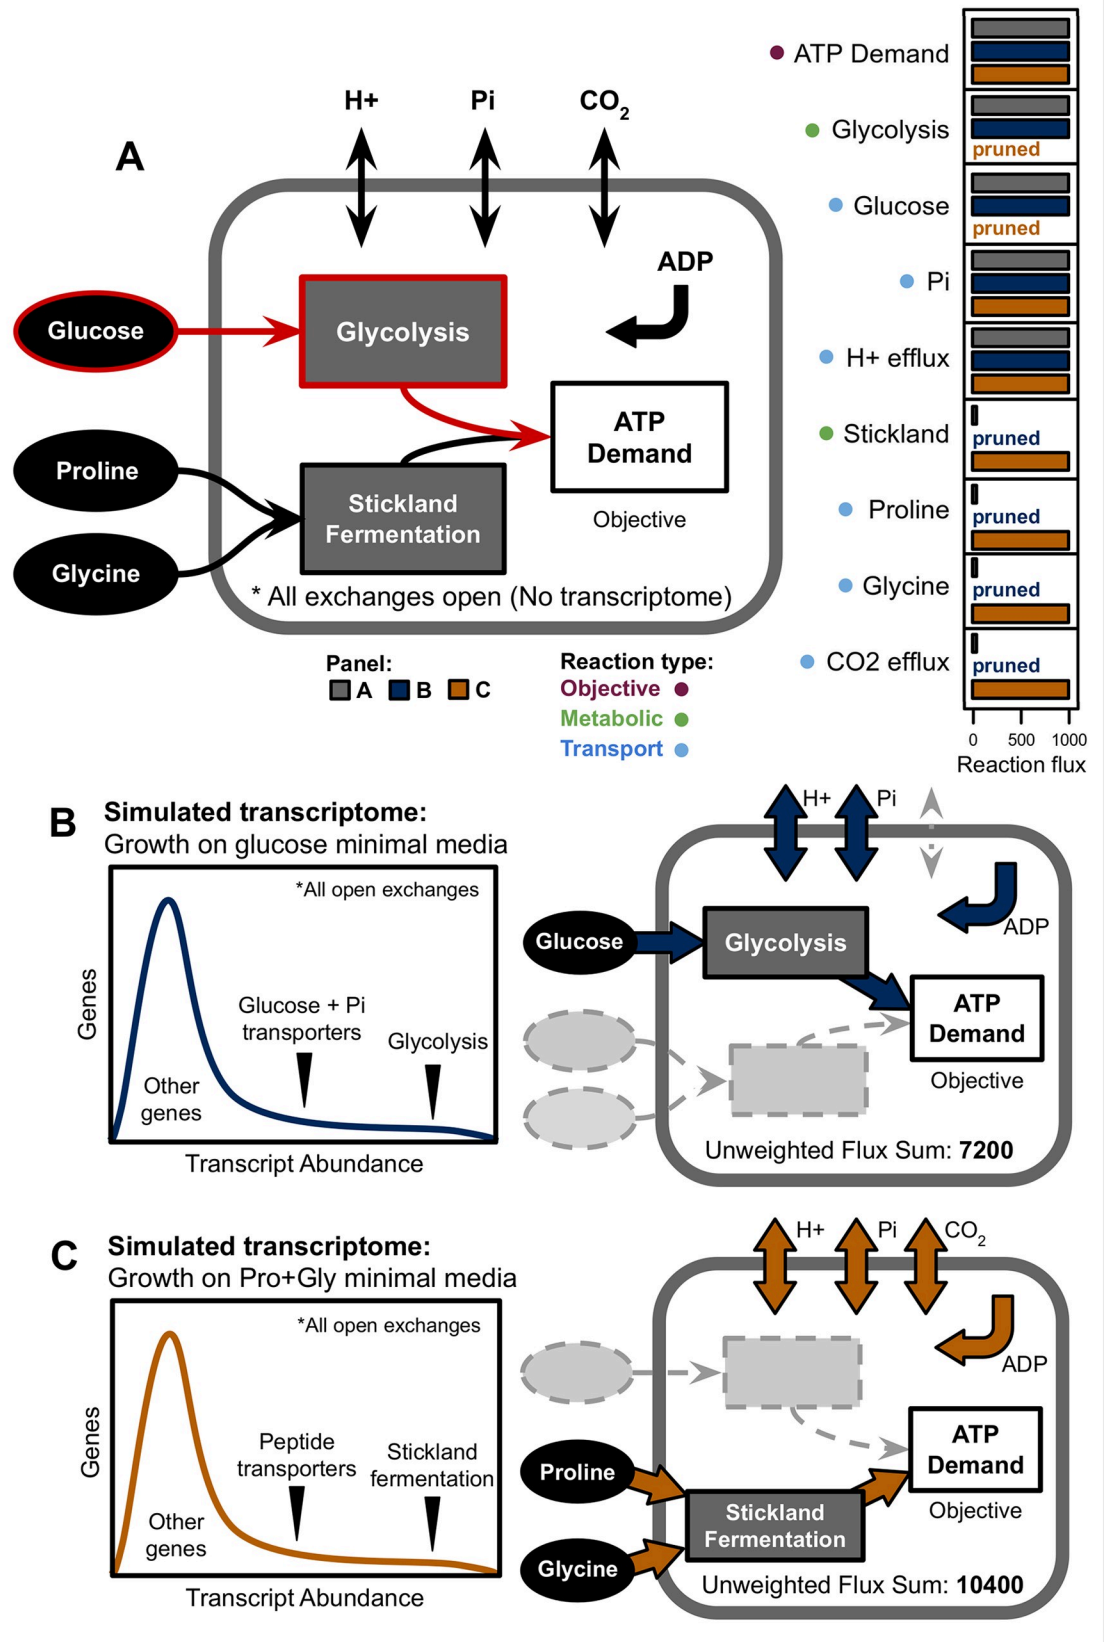 A
H+
Pi
CO2
ADP
Glucose
Glycolysis
Proline
Glycine
Stickland
Fermentation
ATP
Demand
Objective
* All exchanges open (No transcriptome)
Panel:
A B C
Reaction type:
Objective
Metabolic
Transport
ATP Demand
Glycolysis
pruned
Glucose
pruned
Pi
H+ efflux
Stickland
pruned
Proline
pruned
Glycine
pruned
CO2 efflux
pruned
0 500 1000
Reaction flux
B
Simulated transcriptome:
Growth on glucose minimal media
*All open exchanges
Genes
Glucose + Pi
transporters
Glycolysis
Other
genes
Transcript Abundance
H+
Pi
ADP
Glucose
Glycolysis
ATP
Demand
Objective
Unweighted Flux Sum: 7200
C
Simulated transcriptome:
Growth on Pro+Gly minimal media
*All open exchanges
Genes
Peptide
transporters
Stickland
fermentation
Other
genes
Transcript Abundance
H+
Pi
CO2
ADP
Proline
Glycine
Stickland
Fermentation
ATP
Demand
Objective
Unweighted Flux Sum: 10400